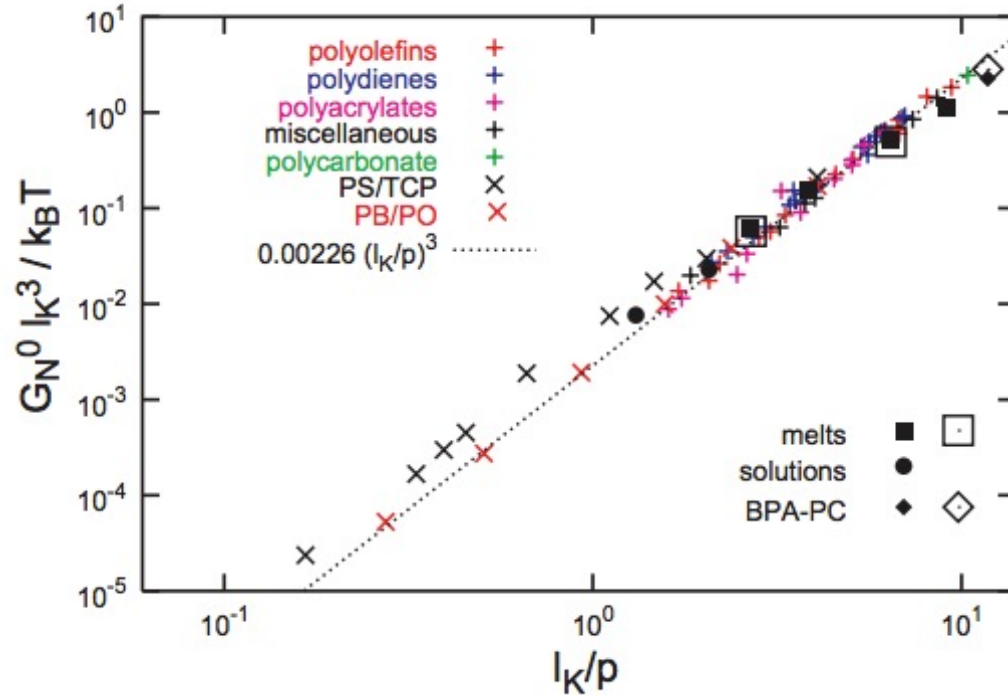 10^1
10^0
10^-1
10^-2
10^-3
10^-4
10^-5
G_N^0 l_K^3 / k_BT
polyolefins
polydienes
polyacrylates
miscellaneous
polycarbonate
PS/TCP
PB/PO
0.00226 (l_K/p)^3
melts
solutions
BPA-PC
10^-1
10^0
10^1
l_K/p